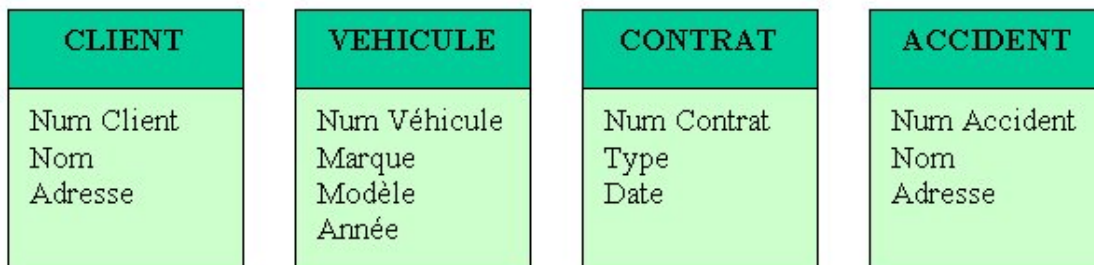 CLIENT
Num Client
Nom
Adresse
VEHICULE
Num Véhicule
Marque
Modèle
Année
CONTRAT
Num Contrat
Type
Date
ACCIDENT
Num Accident
Nom
Adresse